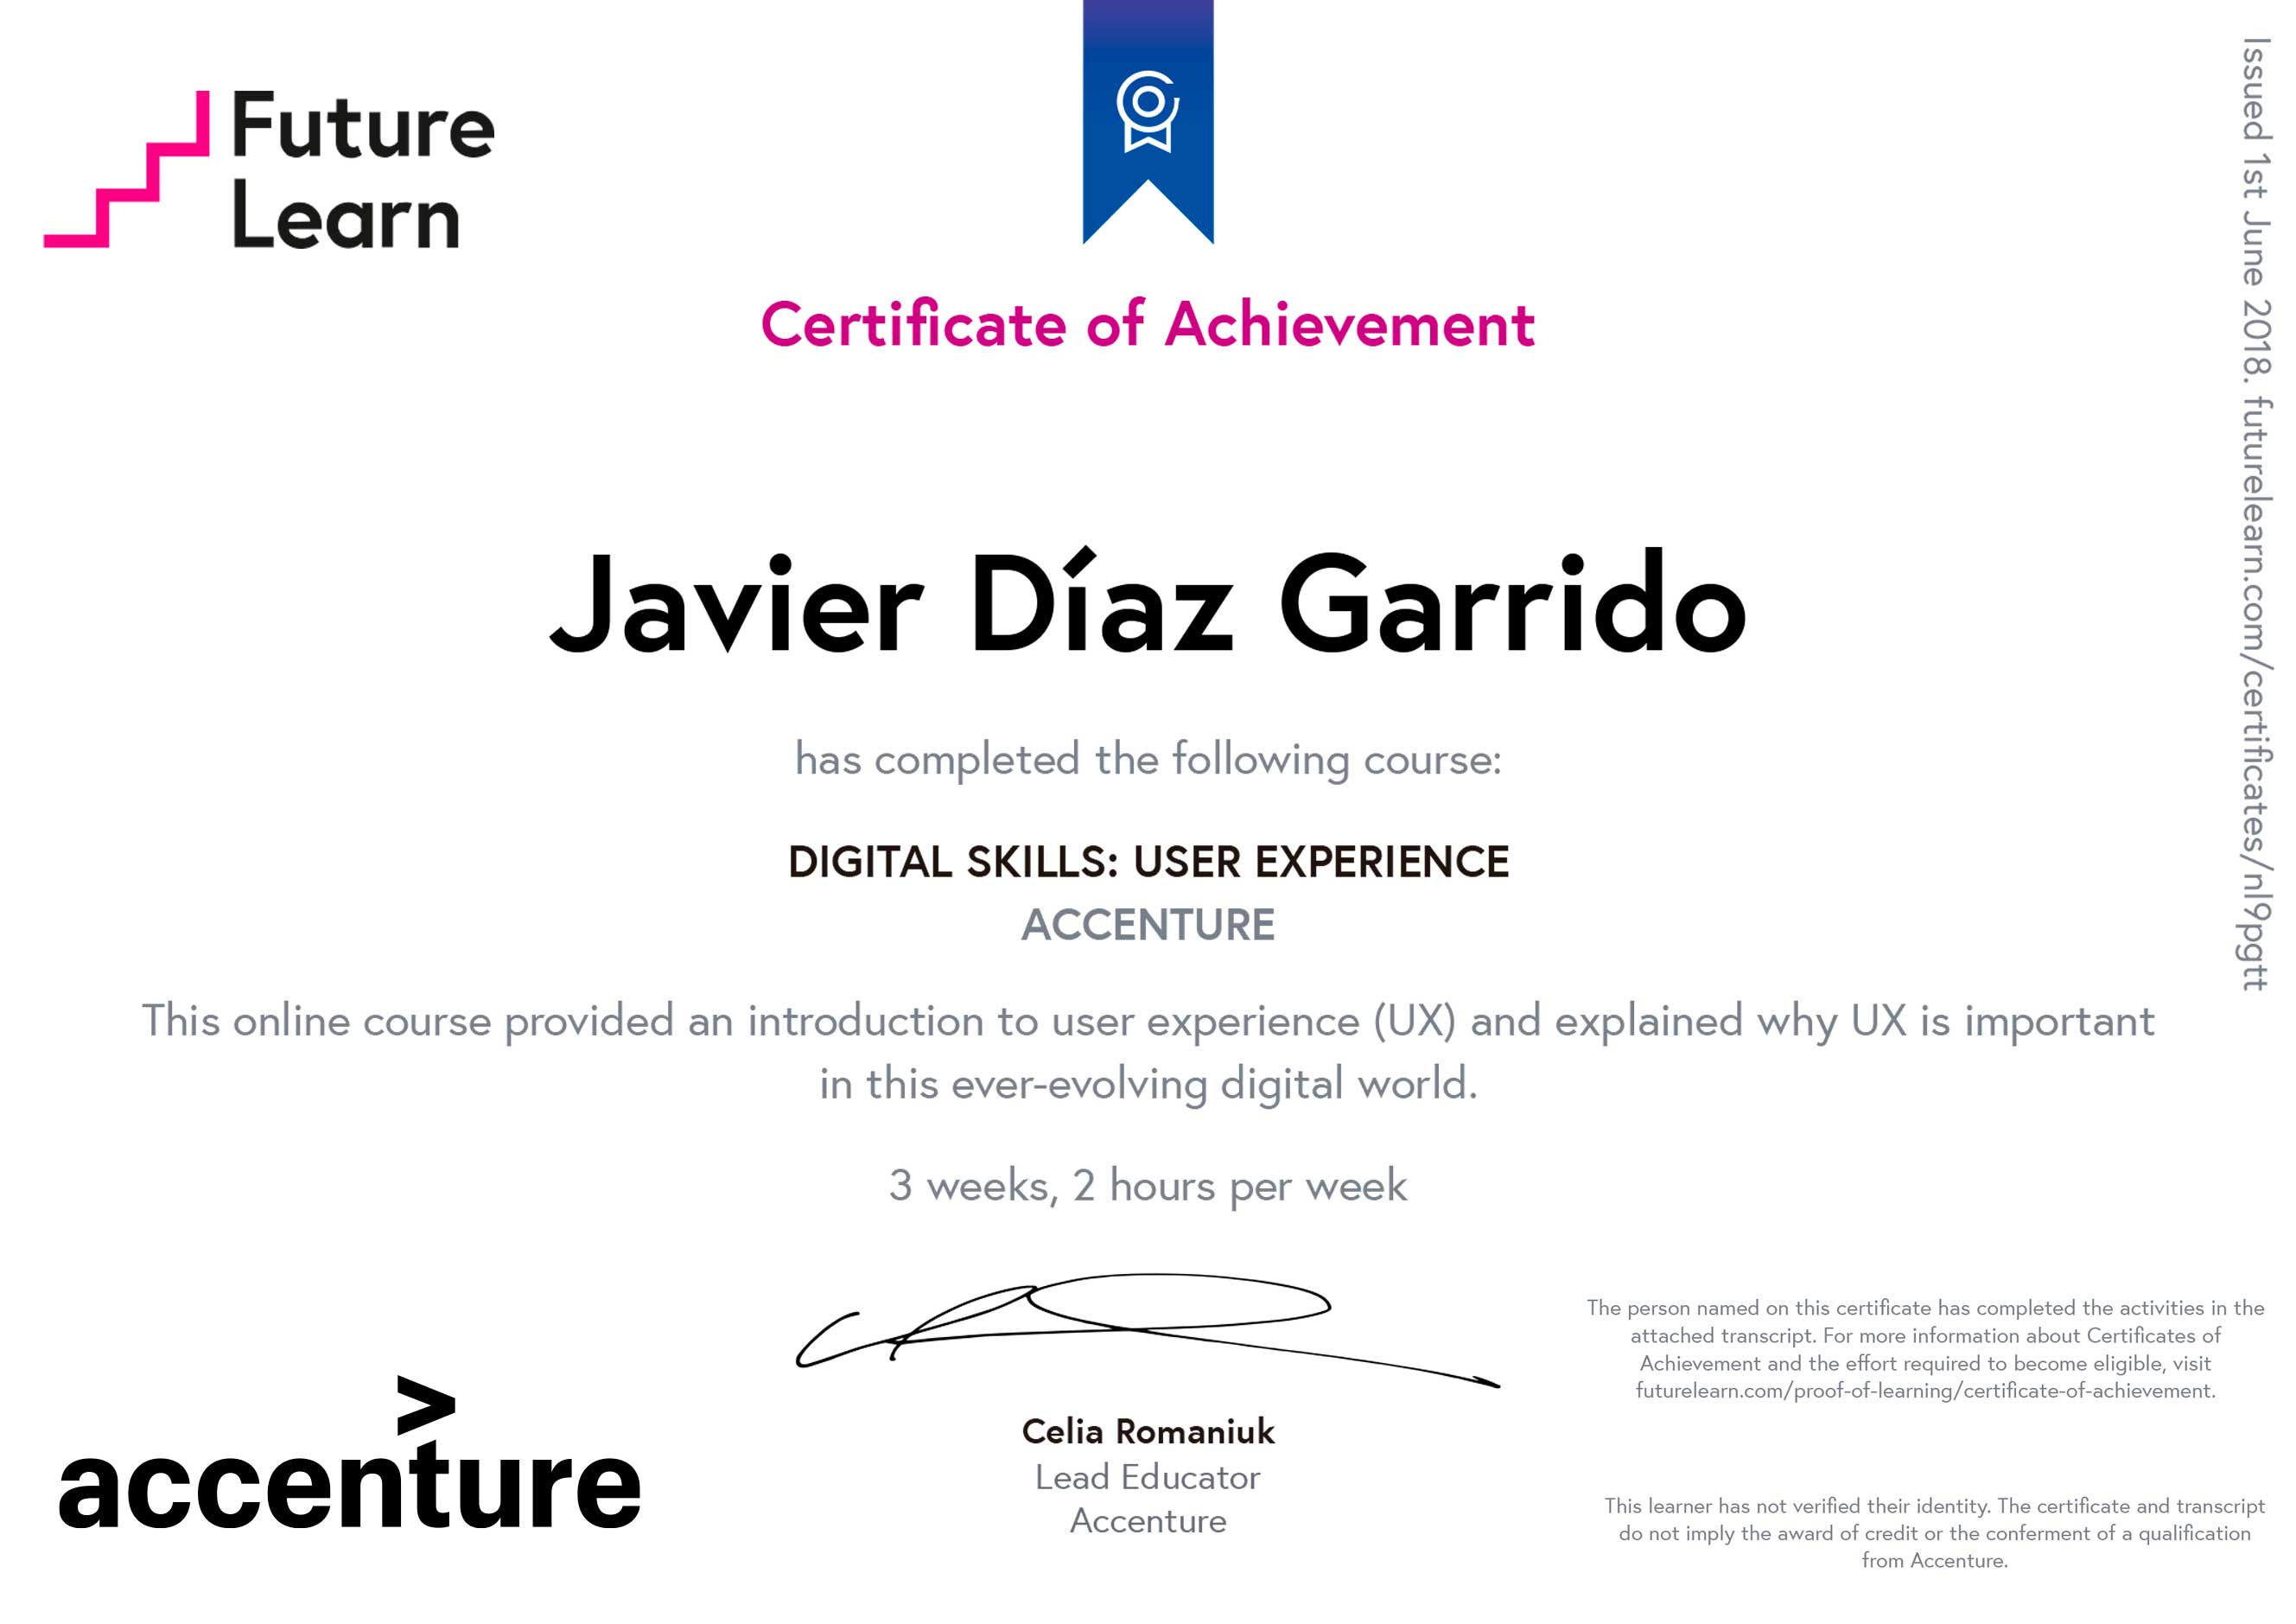 Future
Learn
Certificate of Achievement
Javier Díaz Garrido
has completed the following course:
DIGITAL SKILLS: USER EXPERIENCE
ACCENTURE
This online course provided an introduction to user experience (UX) and explained why UX is important
in this ever-evolving digital world.
3 weeks, 2 hours per week
Celia Romaniuk
Lead Educator
Accenture
>
accenture
The person named on this certificate has completed the activities in the
attached transcript. For more information about Certificates of
Achievement and the effort required to become eligible, visit
futurelearn.com/proof-of-learning/certificate-of-achievement.
This learner has not verified their identity. The certificate and transcript
do not imply the award of credit or the conferment of a qualification
from Accenture.
Issued 1st June 2018. futurelearn.com/certificates/nl9pgtt